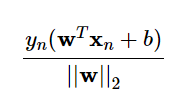 yₙ(𝐰ᵀ𝐱ₙ + b)
||𝐰||₂